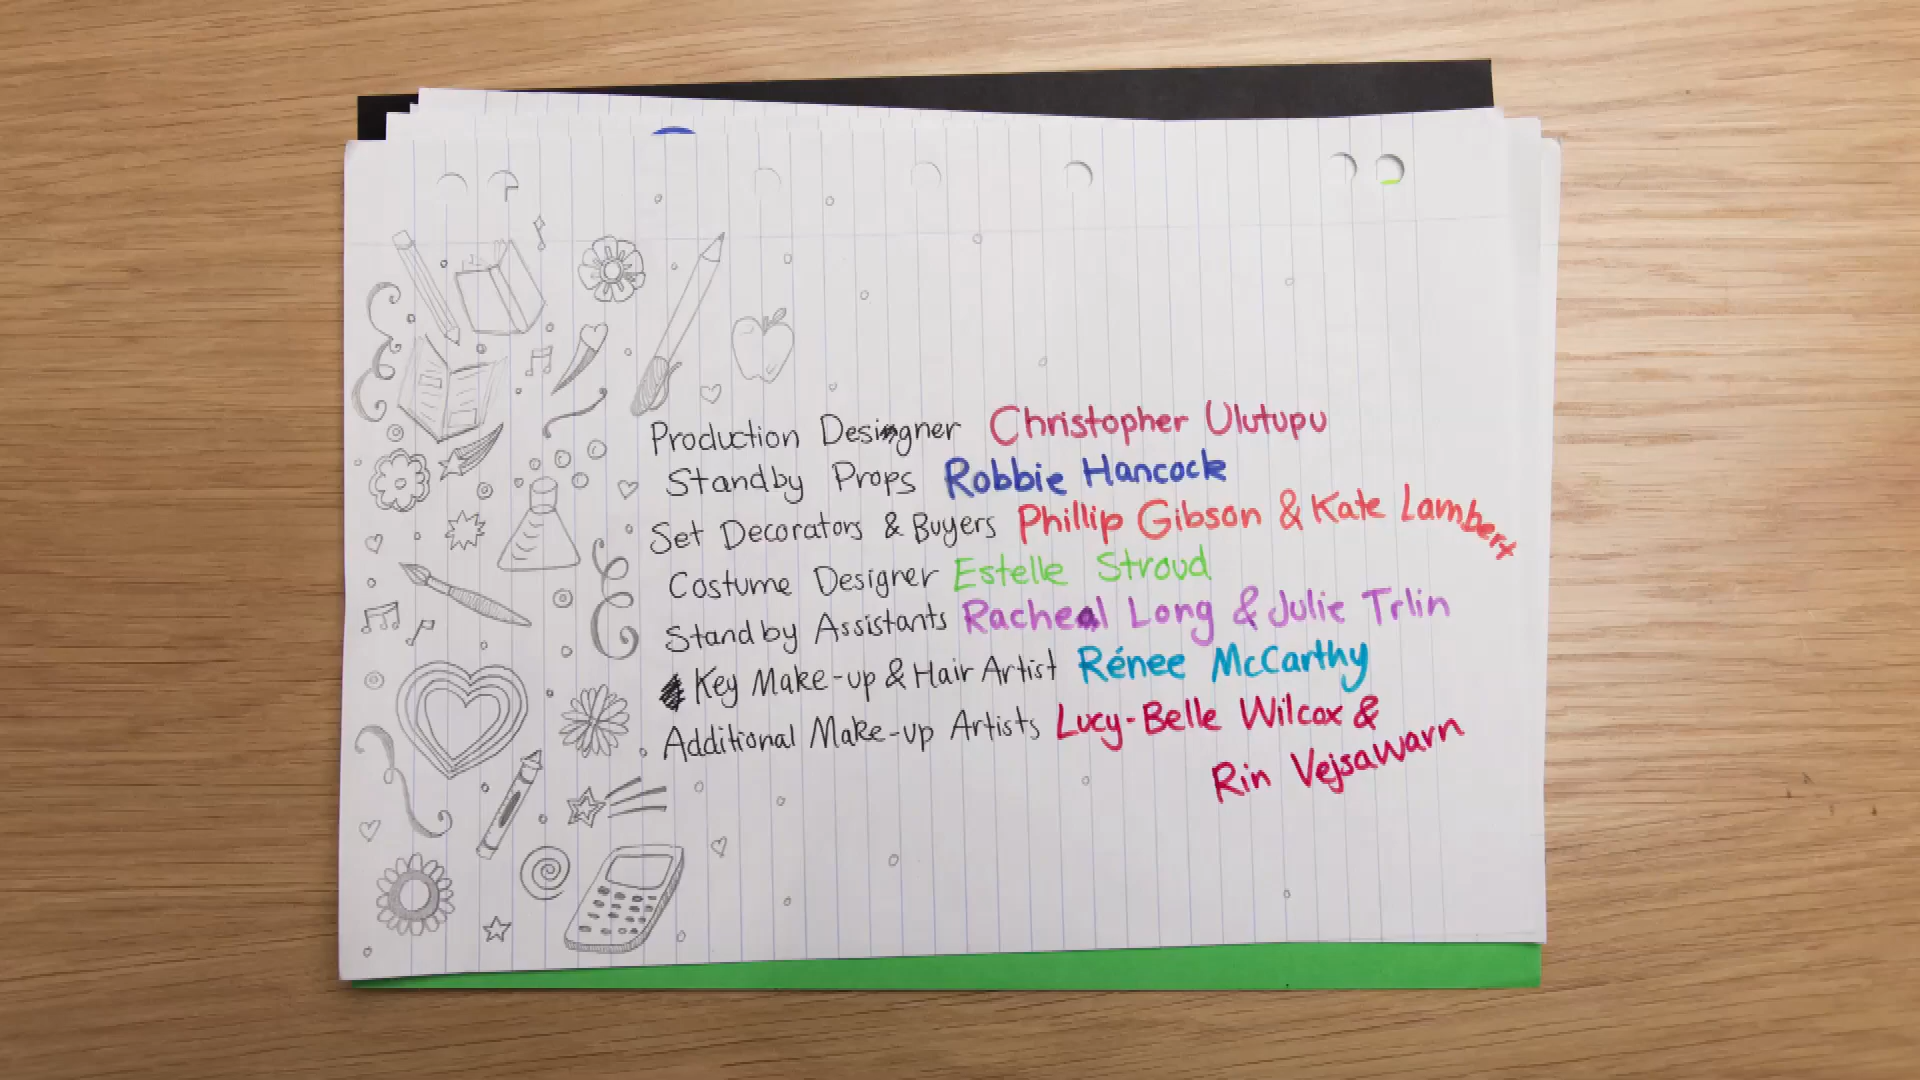 Production Designer Christopher Ulutupu
Standby Props Robbie Hancock
Set Decorators & Buyers Phillip Gibson & Kate Lambert
Costume Designer Estelle Stroud
Standby Assistants Racheal Long & Julie Trlin
Key Make-up & Hair Artist Rénee McCarthy
Additional Make-up Artists Lucy-Belle Wilcox &
Rin Vejsawarn